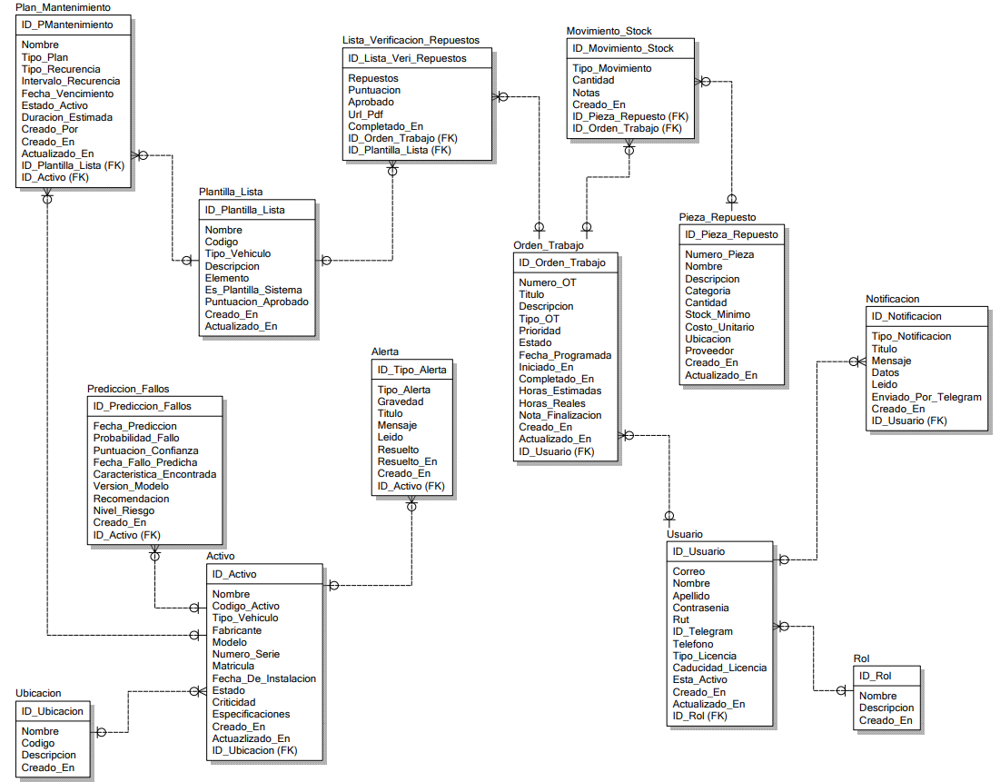 Plan_Mantenimiento
ID_PMantenimiento
Nombre
Tipo_Plan
Tipo_Recurencia
Intervalo_Recurencia
Fecha_Vencimiento
Estado_Activo
Duracion_Estimada
Creado_Por
Creado_En
Actualizado_En
ID_Plantilla_Lista (FK)
ID_Activo (FK)
Lista_Verificacion_Repuestos
ID_Lista_Veri_Repuestos
Repuestos
Puntuacion
Aprobado
Url_Pdf
Completado_En
ID_Orden_Trabajo (FK)
ID_Plantilla_Lista (FK)
Movimiento_Stock
ID_Movimiento_Stock
Tipo_Movimiento
Cantidad
Notas
Creado_En
ID_Pieza_Repuesto (FK)
ID_Orden_Trabajo (FK)
Plantilla_Lista
ID_Plantilla_Lista
Nombre
Codigo
Tipo_Vehiculo
Descripcion
Elemento
Es_Plantilla_Sistema
Puntuacion_Aprobado
Creado_En
Actualizado_En
Pieza_Repuesto
ID_Pieza_Repuesto
Numero_Pieza
Nombre
Descripcion
Categoria
Cantidad
Stock_Minimo
Costo_Unitario
Ubicacion
Proveedor
Creado_En
Actualizado_En
Orden_Trabajo
ID_Orden_Trabajo
Numero_OT
Titulo
Descripcion
Tipo_OT
Prioridad
Estado
Fecha_Programada
Iniciado_En
Completado_En
Horas_Estimadas
Horas_Reales
Nota_Finalizacion
Creado_En
Actualizado_En
ID_Usuario (FK)
Notificacion
ID_Notificacion
Tipo_Notificacion
Titulo
Mensaje
Datos
Leido
Enviado_Por_Telegram
Creado_En
ID_Usuario (FK)
Alerta
ID_Tipo_Alerta
Tipo_Alerta
Gravedad
Titulo
Mensaje
Leido
Resuelto
Resuelto_En
Creado_En
ID_Activo (FK)
Prediccion_Fallos
ID_Prediccion_Fallos
Fecha_Prediccion
Probabilidad_Fallo
Puntuacion_Confianza
Fecha_Fallo_Predicha
Caracteristica_Encontrada
Version_Modelo
Recomendacion
Nivel_Riesgo
Creado_En
ID_Activo (FK)
Activo
ID_Activo
Nombre
Codigo_Activo
Tipo_Vehiculo
Fabricante
Modelo
Numero_Serie
Matricula
Fecha_De_Instalacion
Estado
Criticidad
Especificaciones
Creado_En
Actuazlizado_En
ID_Ubicacion (FK)
Usuario
ID_Usuario
Correo
Nombre
Apellido
Contrasenia
Rut
ID_Telegram
Telefono
Tipo_Licencia
Caducidad_Licencia
Esta_Activo
Creado_En
Actualizado_En
ID_Rol (FK)
Rol
ID_Rol
Nombre
Descripcion
Creado_En
Ubicacion
ID_Ubicacion
Nombre
Codigo
Descripcion
Creado_En